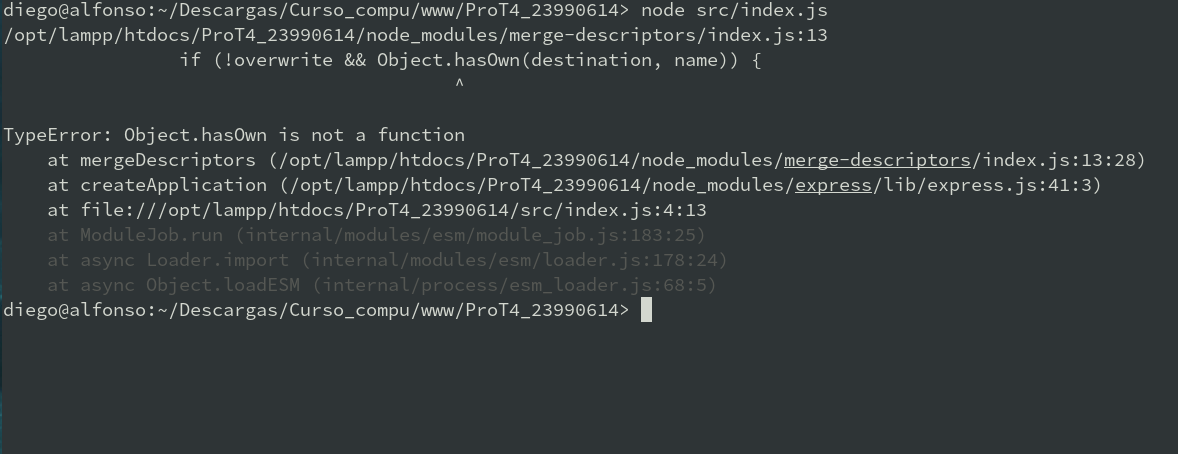 diego@alfonso:~/Descargas/Curso_compu/www/ProT4_23990614> node src/index.js
/opt/lampp/htdocs/ProT4_23990614/node_modules/merge-descriptors/index.js:13
                if (!overwrite && Object.hasOwn(destination, name)) {
                                         ^
TypeError: Object.hasOwn is not a function
    at mergeDescriptors (/opt/lampp/htdocs/ProT4_23990614/node_modules/merge-descriptors/index.js:13:28)
    at createApplication (/opt/lampp/htdocs/ProT4_23990614/node_modules/express/lib/express.js:41:3)
    at file:///opt/lampp/htdocs/ProT4_23990614/src/index.js:4:13
    at ModuleJob.run (internal/modules/esm/module_job.js:183:25)
    at async Loader.import (internal/modules/esm/loader.js:178:24)
    at async Object.loadESM (internal/process/esm_loader.js:68:5)
diego@alfonso:~/Descargas/Curso_compu/www/ProT4_23990614>